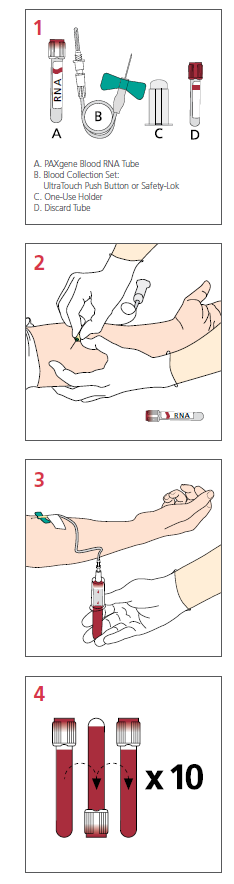 1
RNA
A B C D
A. PAXgene Blood RNA Tube
B. Blood Collection Set:
UltraTouch Push Button or Safety-Lok
C. One-Use Holder
D. Discard Tube
2
RNA
3
4
x 10